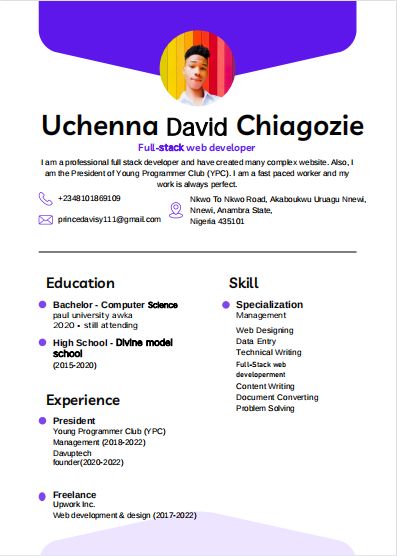 Uchenna David Chiagozie
Full-stack web developer
I am a professional full stack developer and have created many complex website. Also, I
am the President of Young Programmer Club (YPC). I am a fast paced worker and my
work is always perfect.
+2348101869109
princedavisy111@gmail.com
Nkwo To Nkwo Road, Akaboukwu Uruagu Nnewi,
Nnewi, Anambra State,
Nigeria 435101
Education
Bachelor - Computer Science
paul university awka
2020 • still attending
High School - Divine model
school
(2015-2020)
Experience
President
Young Programmer Club (YPC)
Management (2018-2022)
Davuptech
founder(2020-2022)
Freelance
Upwork Inc.
Web development & design (2017-2022)
Skill
Specialization
Management
Web Designing
Data Entry
Technical Writing
Full-Stack web
developerment
Content Writing
Document Converting
Problem Solving